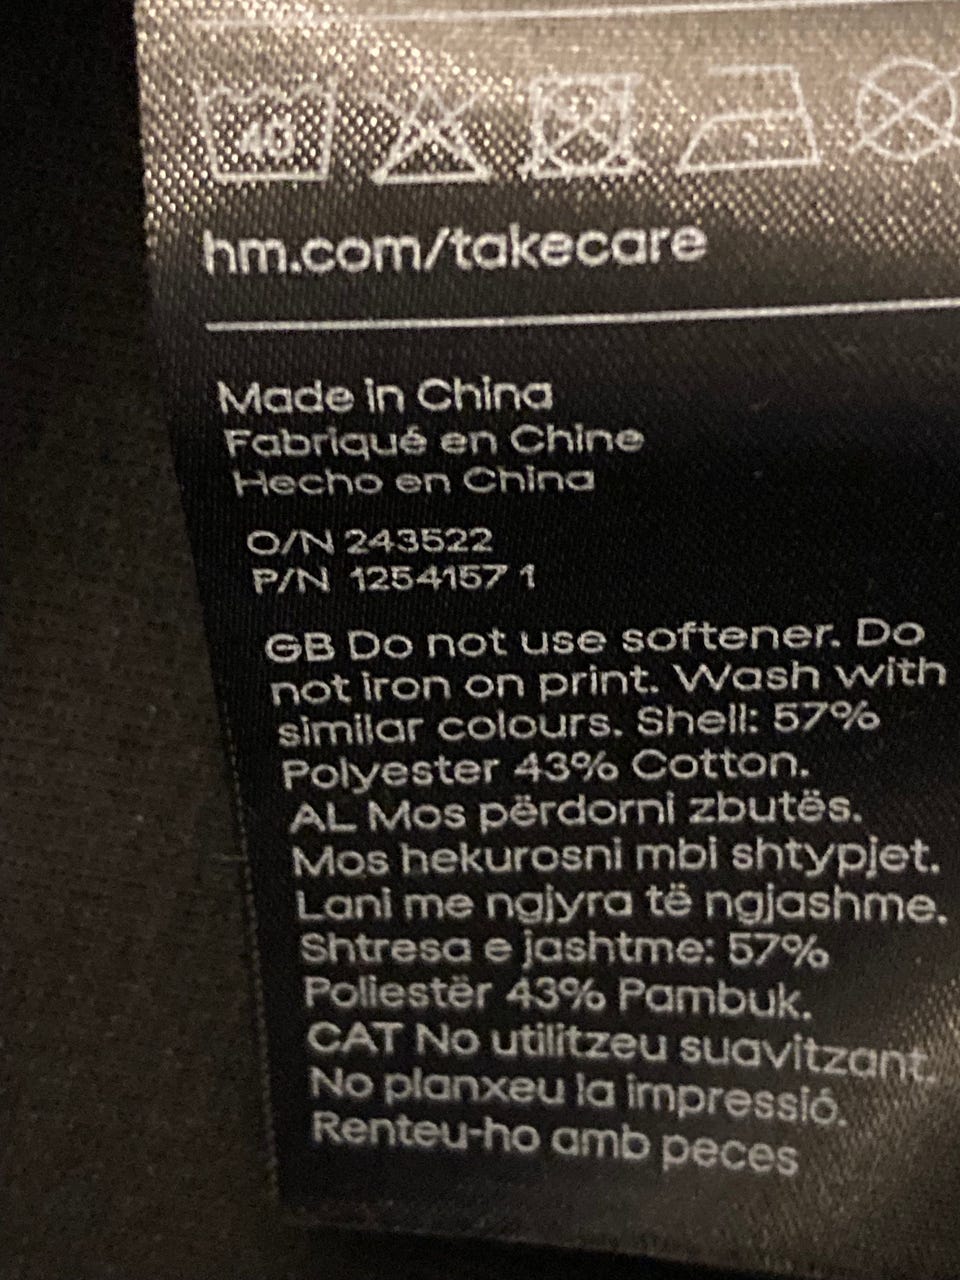 40
hm.com/takecare
Made in China
Fabriqué en Chine
Hecho en China
O/N 243522
P/N 1254157 1
GB Do not use softener. Do
not iron on print. Wash with
similar colours. Shell: 57%
Polyester 43% Cotton.
AL Mos përdorni zbutës.
Mos hekurosni mbi shtypjet.
Lani me ngjyra të ngjashme.
Shtresa e jashtme: 57%
Poliestër 43% Pambuk.
CAT No utilitzeu suavitzant.
No planxeu la impressió.
Renteu-ho amb peces